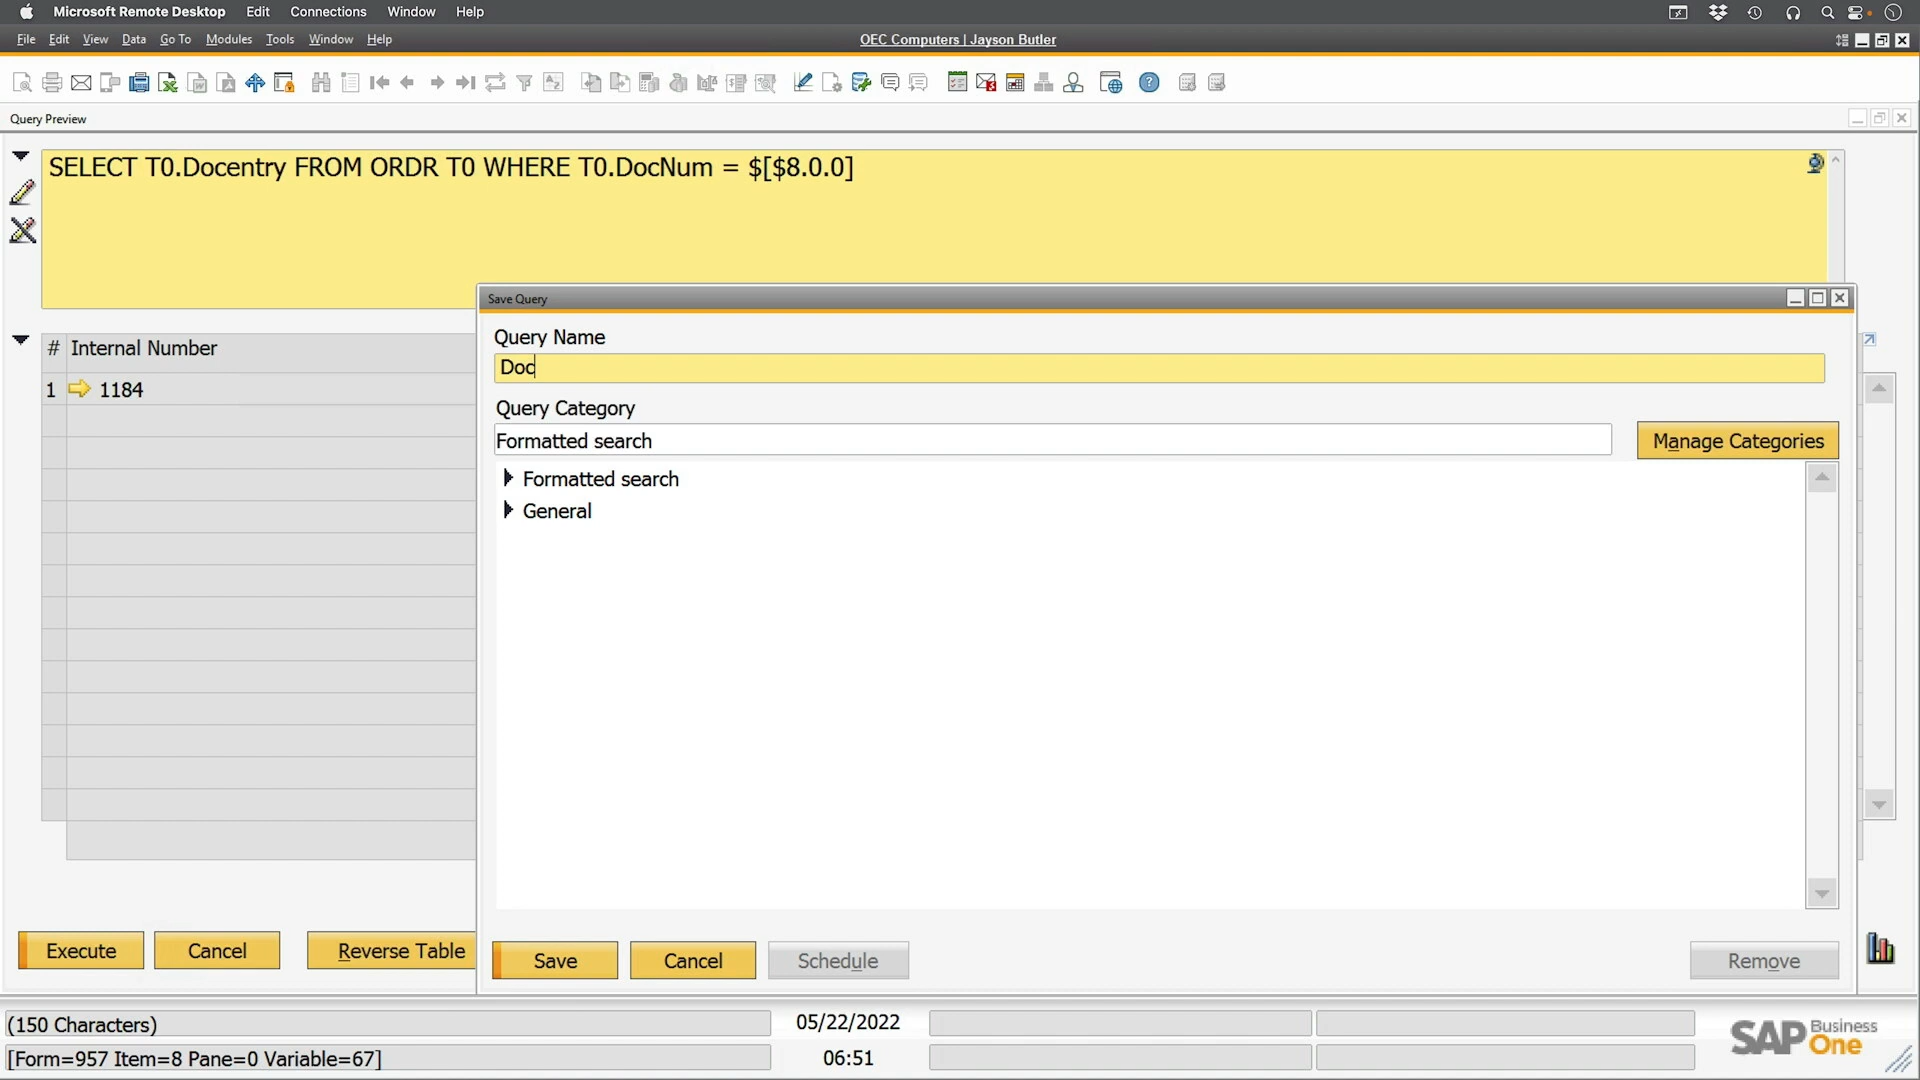 Microsoft Remote Desktop Edit Connections Window Help
File Edit View Data Go To Modules Tools Window Help
OEC Computers | Jayson Butler
Query Preview
SELECT T0.Docentry FROM ORDR T0 WHERE T0.DocNum = $[$8.0.0]
Save Query
Query Name
Doc
# Internal Number
1 1184
Query Category
Formatted search
Manage Categories
Formatted search
General
Execute
Cancel
Reverse Table
Save
Cancel
Schedule
Remove
(150 Characters)
05/22/2022
[Form=957 Item=8 Pane=0 Variable=67]
06:51
SAP Business One